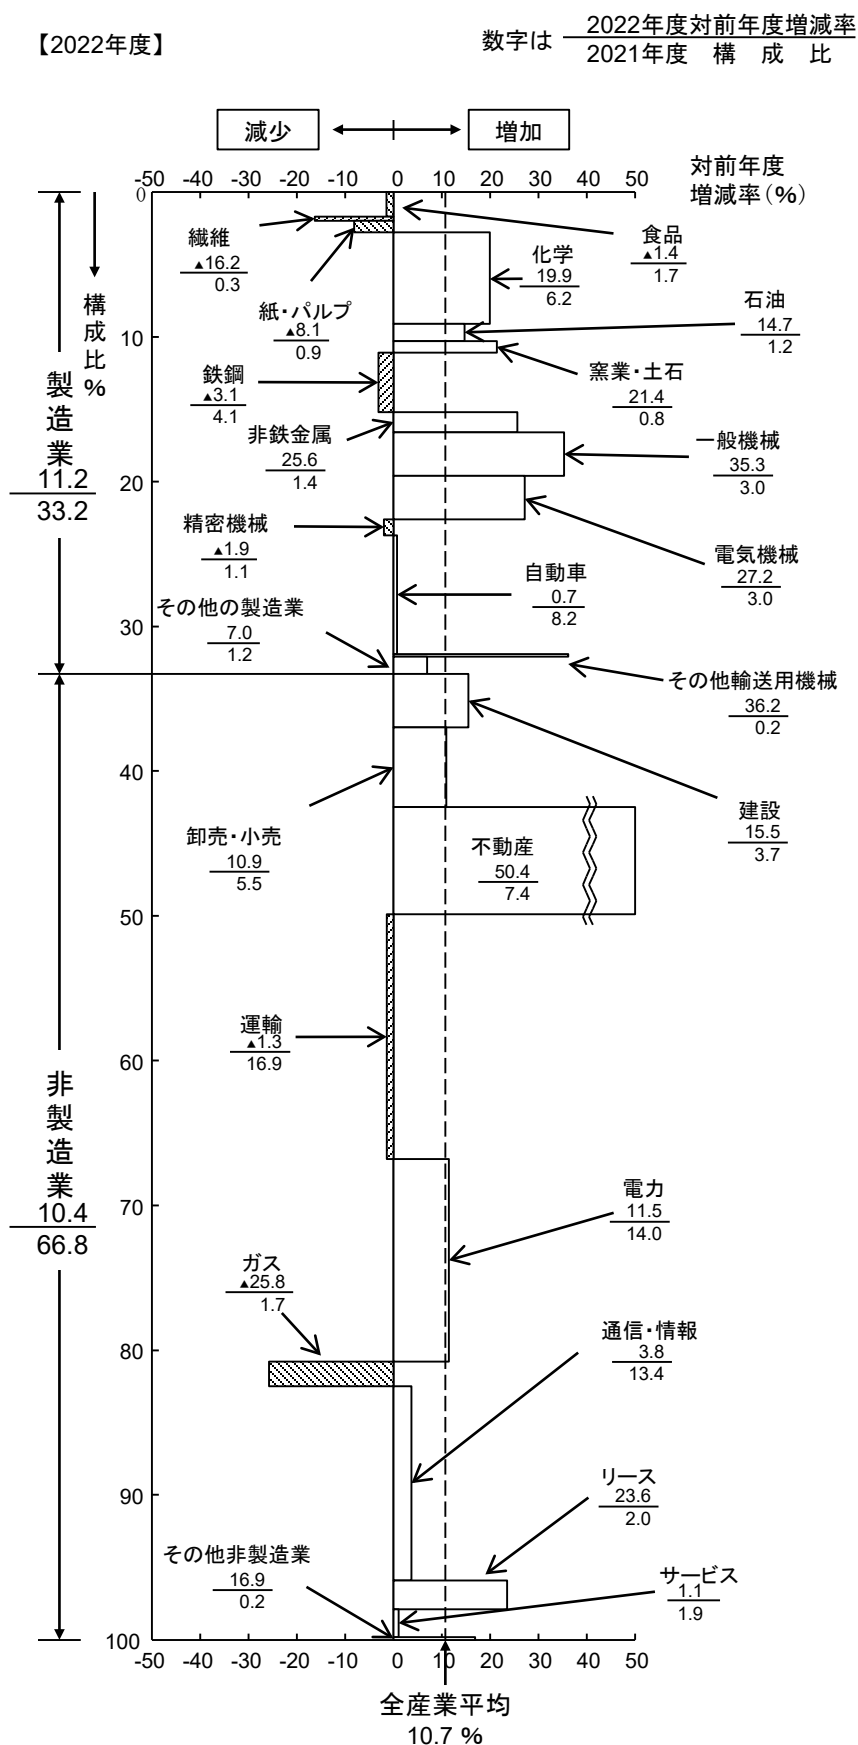 【2022年度】
数字は 2022年度対前年度増減率
2021年度 構 成 比
減少 増加
-50 -40 -30 -20 -10 0 10 20 30 40 50
対前年度
増減率(%)
0
10
20
30
40
50
60
70
80
90
100
構成比%
製造業
11.2
33.2
非製造業
10.4
66.8
食品
▲1.4
1.7
繊維
▲16.2
0.3
紙・パルプ
▲8.1
0.9
化学
19.9
6.2
石油
14.7
1.2
窯業・土石
21.4
0.8
鉄鋼
▲3.1
4.1
非鉄金属
25.6
1.4
一般機械
35.3
3.0
電気機械
27.2
3.0
精密機械
▲1.9
1.1
自動車
0.7
8.2
その他輸送用機械
36.2
0.2
その他の製造業
7.0
1.2
建設
15.5
3.7
卸売・小売
10.9
5.5
不動産
50.4
7.4
運輸
▲1.3
16.9
電力
11.5
14.0
ガス
▲25.8
1.7
通信・情報
3.8
13.4
リース
23.6
2.0
サービス
1.1
1.9
その他非製造業
16.9
0.2
-50 -40 -30 -20 -10 0 10 20 30 40 50
全産業平均
10.7 %